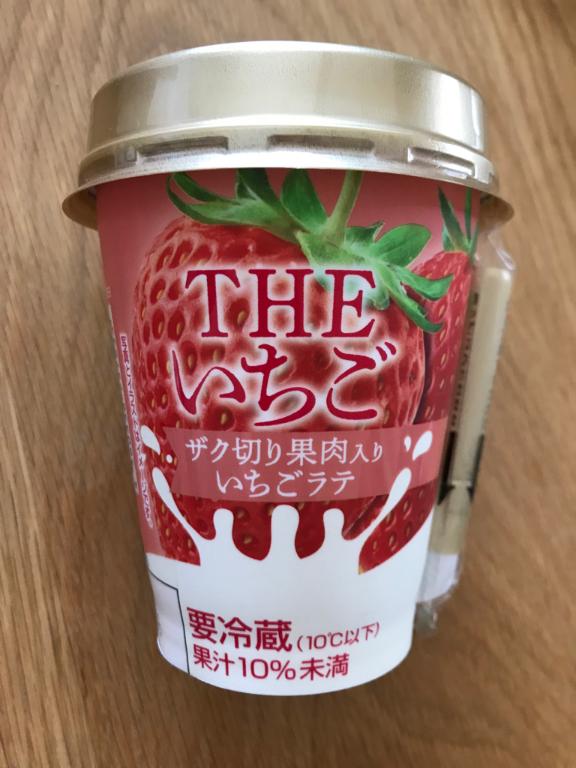 THE
いちご
ザク切り果肉入り
いちごラテ
要冷蔵(10℃以下)
果汁10%未満